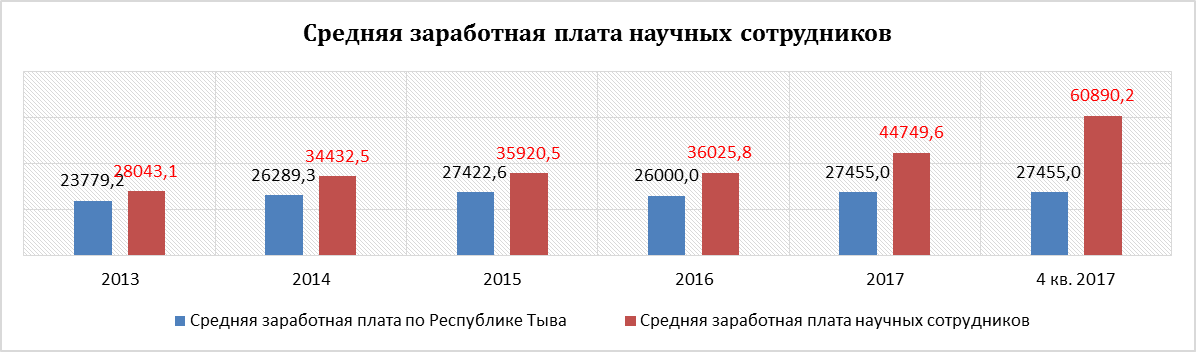 Средняя заработная плата научных сотрудников
23779,2 28043,1 26289,3 34432,5 27422,6 35920,5 26000,0 36025,8 27455,0 44749,6 27455,0 60890,2
2013 2014 2015 2016 2017 4 кв. 2017
Средняя заработная плата по Республике Тыва Средняя заработная плата научных сотрудников